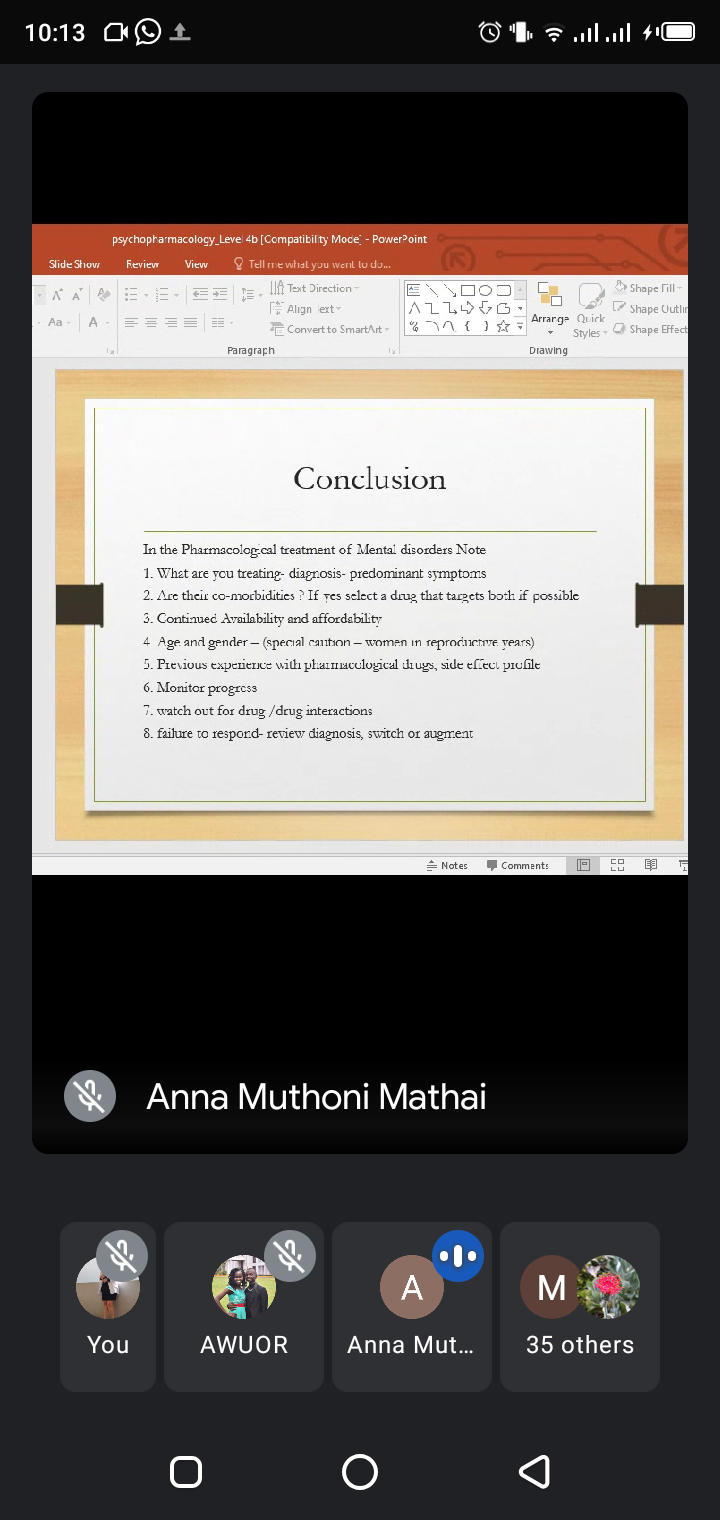 10:13
psychopharmacology_Level 4b [Compatibility Mode] - PowerPoint
Slide Show Review View Tell me what you want to do...
Text Direction
Align Text
Convert to SmartArt
Aa
A
Paragraph
Arrange
Quick Styles
Shape Fill
Shape Outlin
Shape Effect
Drawing
Conclusion
In the Pharmacological treatment of Mental disorders Note
1. What are you treating- diagnosis- predominant symptoms
2. Are their co-morbidities ? If yes select a drug that targets both if possible
3. Continued Availability and affordability
4. Age and gender – (special caution – women in reproductive years)
5. Previous experience with pharmacological drugs, side effect profile
6. Monitor progress
7. watch out for drug /drug interactions
8. failure to respond- review diagnosis, switch or augment
Notes Comments
Anna Muthoni Mathai
A M
You AWUOR Anna Mut... 35 others